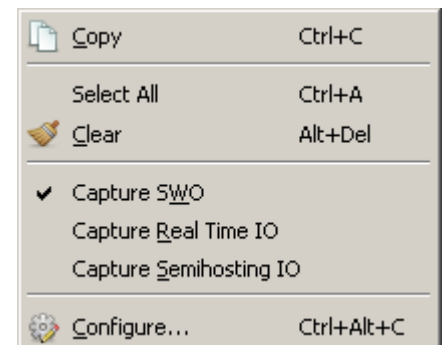 Copy Ctrl+C
Select All Ctrl+A
Clear Alt+Del
Capture SWO
Capture Real Time IO
Capture Semihosting IO
Configure... Ctrl+Alt+C